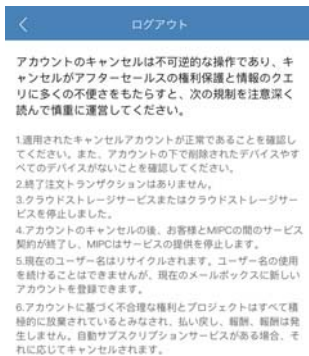 ログアウト
アカウントのキャンセルは不可逆的な操作であり、キ
ャンセルがアフターセールスの権利保護と情報のクエ
リに多くの不便さをもたらすと、次の規制を注意深く
読んで慎重に運営してください。
1.適用されたキャンセルアカウントが正常であることを確認し
てください。また、アカウントの下で削除されたデバイスやす
べてのデバイスがないことを確認してください。
2.終了注文トランザクションはありません。
3.クラウドストレージサービスまたはクラウドストレージサー
ビスを停止しました。
4.アカウントのキャンセルの後、お客様とMIPCの間のサービス
契約が終了し、MIPCはサービスの提供を停止します。
5.現在のユーザー名はリサイクルされます。ユーザー名の使用
を続けることはできませんが、現在のメールボックスに新しい
アカウントを登録できます。
6.アカウントに基づく不合理な権利とプロジェクトはすべて積
極的に放棄されているとみなされ、払い戻し、報酬、報酬は発
生しません。自動サブスクリプションサービスがある場合、そ
れに応じてキャンセルされます。